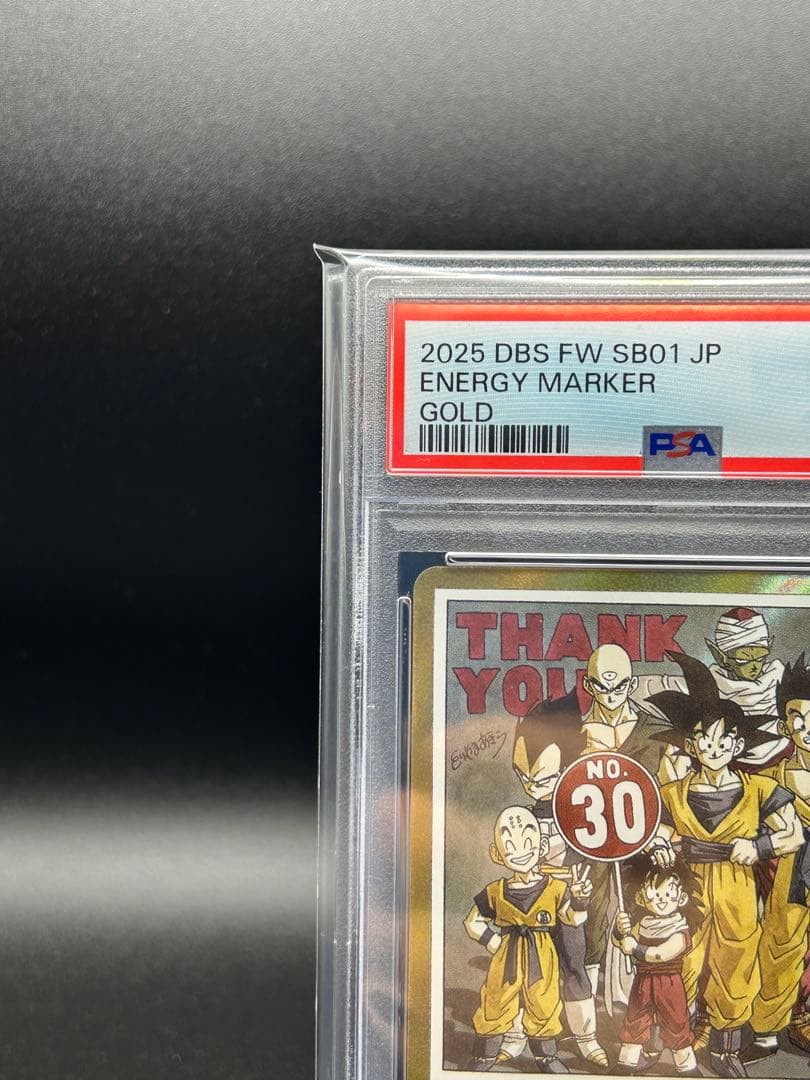 2025 DBS FW SB01 JP
ENERGY MARKER
GOLD
PSA
THANK
YOU
NO.
30